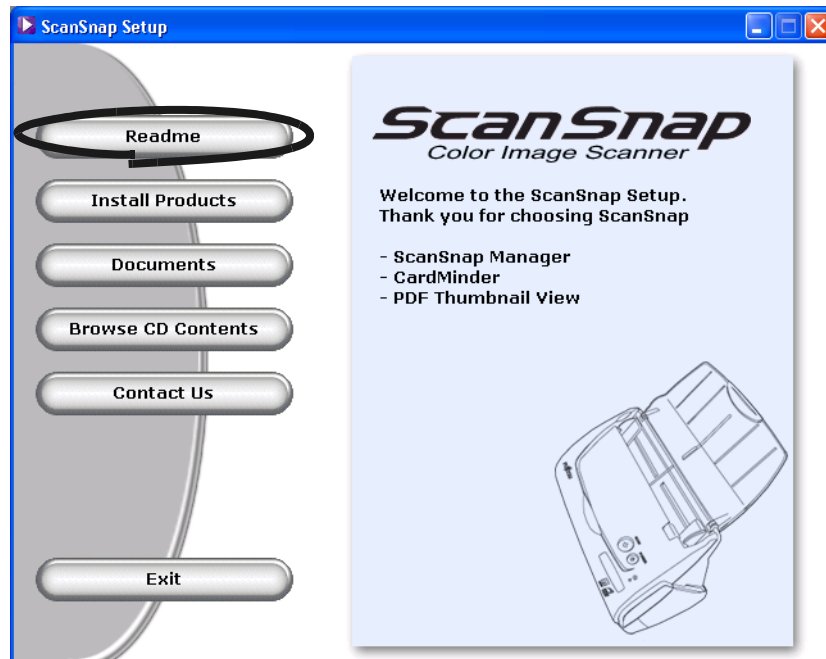 ScanSnap Setup
Readme
Install Products
Documents
Browse CD Contents
Contact Us
Exit
ScanSnap
Color Image Scanner
Welcome to the ScanSnap Setup.
Thank you for choosing ScanSnap
- ScanSnap Manager
- CardMinder
- PDF Thumbnail View
FUJITSU